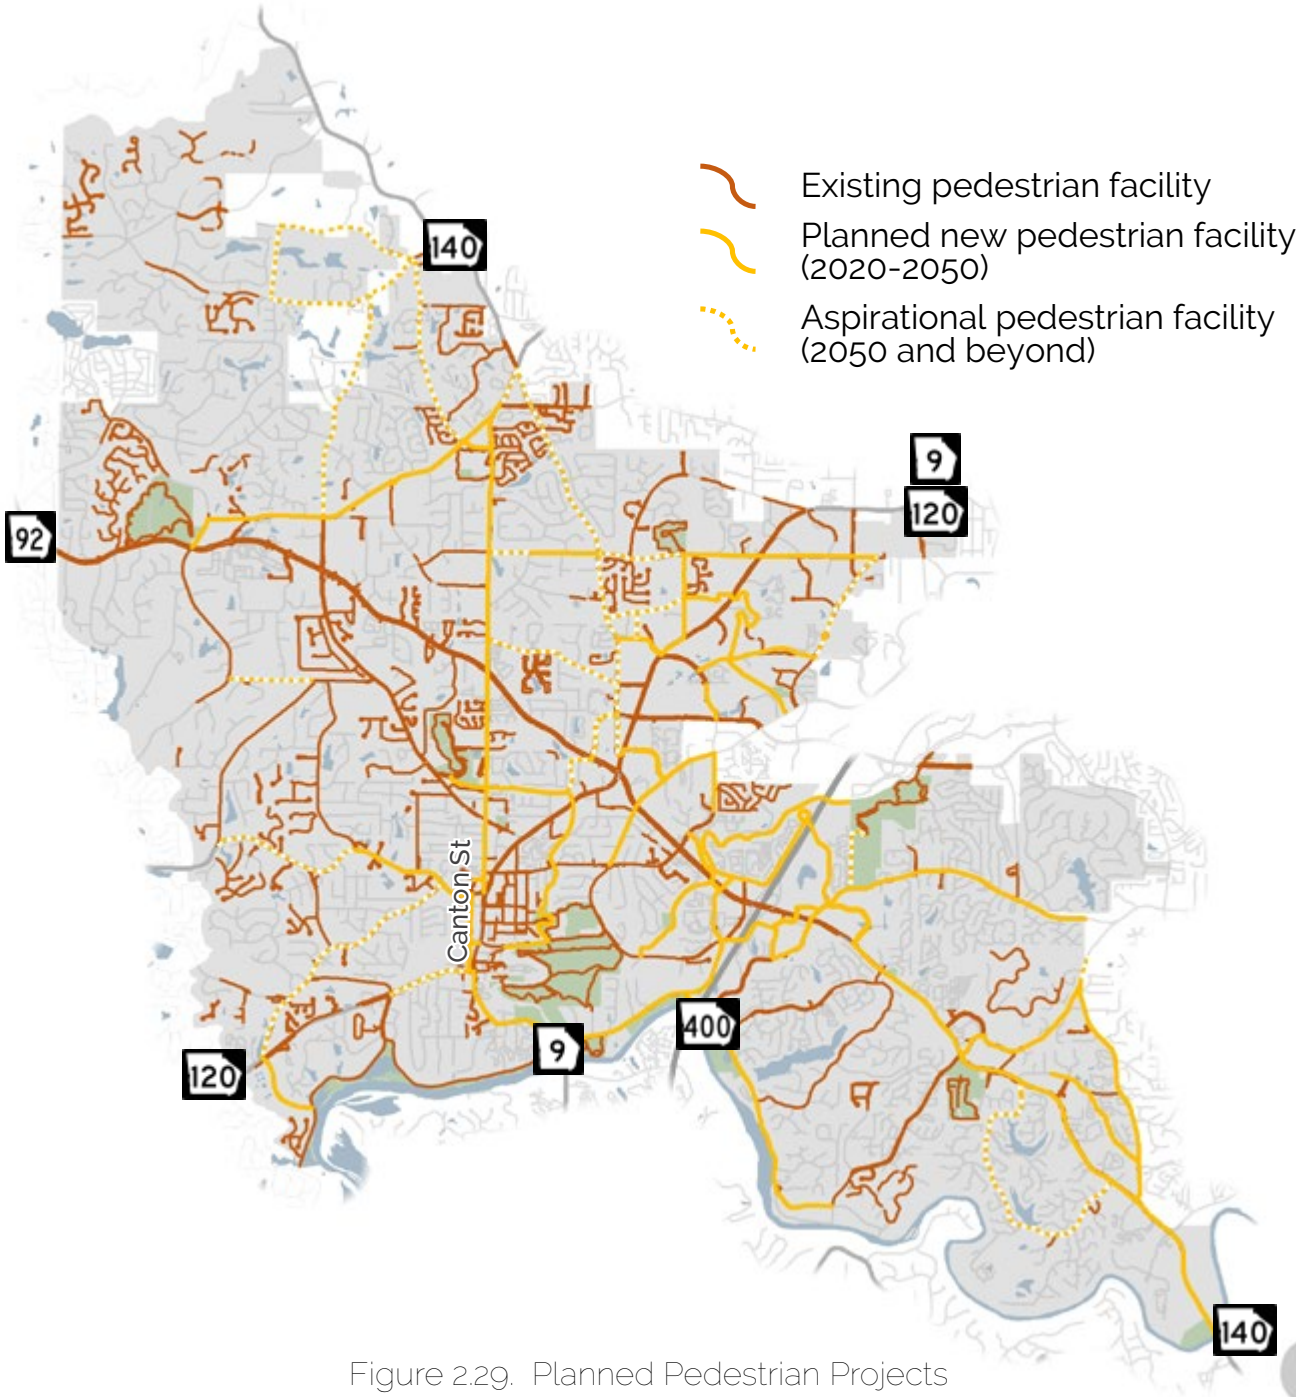 140
Existing pedestrian facility
Planned new pedestrian facility
(2020-2050)
Aspirational pedestrian facility
(2050 and beyond)
9
120
92
Canton St
400
9
120
140
Figure 2.29. Planned Pedestrian Projects